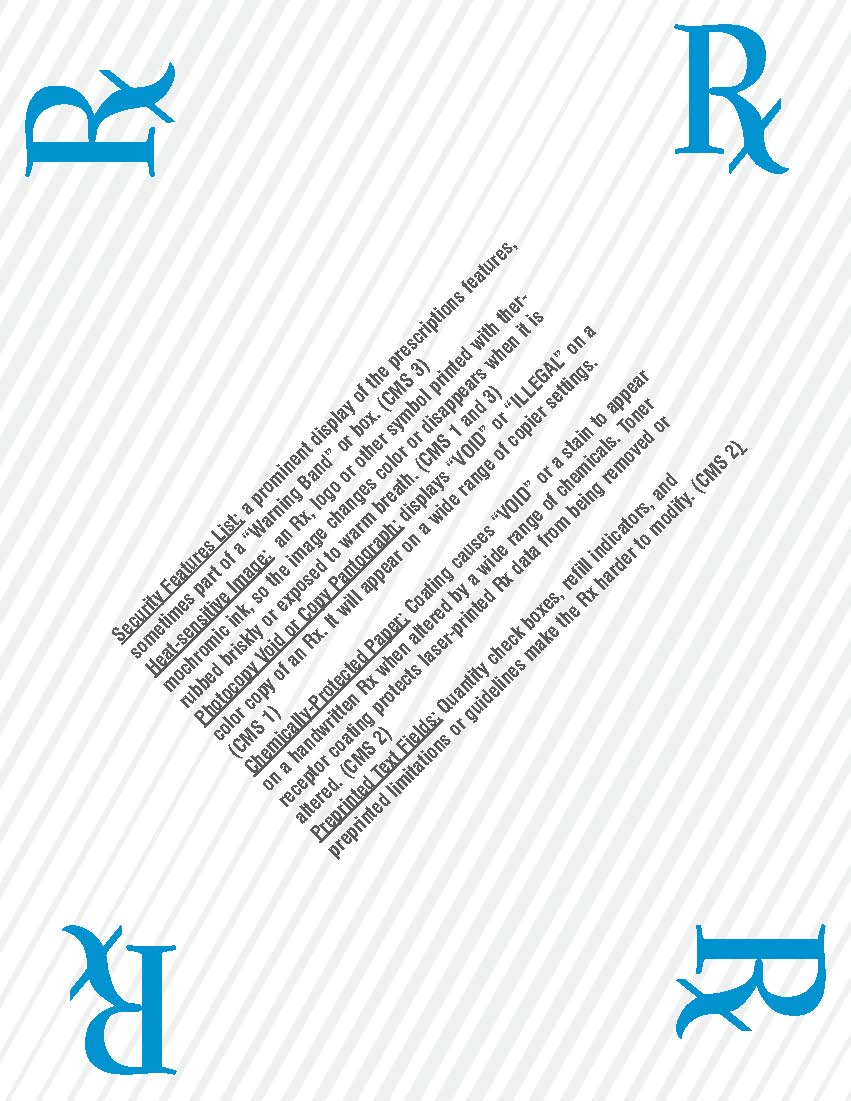 Rx
Rx
Security Features List: a prominent display of the prescriptions features,
sometimes part of a “Warning Band” or box. (CMS 3)
Heat-sensitive Image: an Rx, logo or other symbol printed with ther-
mochromic ink, so the image changes color or disappears when it is
rubbed briskly or exposed to warm breath. (CMS 1 and 3)
Photocopy Void or Copy Pantograph: displays “VOID” or “ILLEGAL” on a
color copy of an Rx. It will appear on a wide range of copier settings.
(CMS 1)
Chemically-Protected Paper: Coating causes “VOID” or a stain to appear
on a handwritten Rx when altered by a wide range of chemicals. Toner
receptor coating protects laser-printed Rx data from being removed or
altered. (CMS 2)
Preprinted Text Fields: Quantity check boxes, refill indicators, and
preprinted limitations or guidelines make the Rx harder to modify. (CMS 2)
Rx
Rx